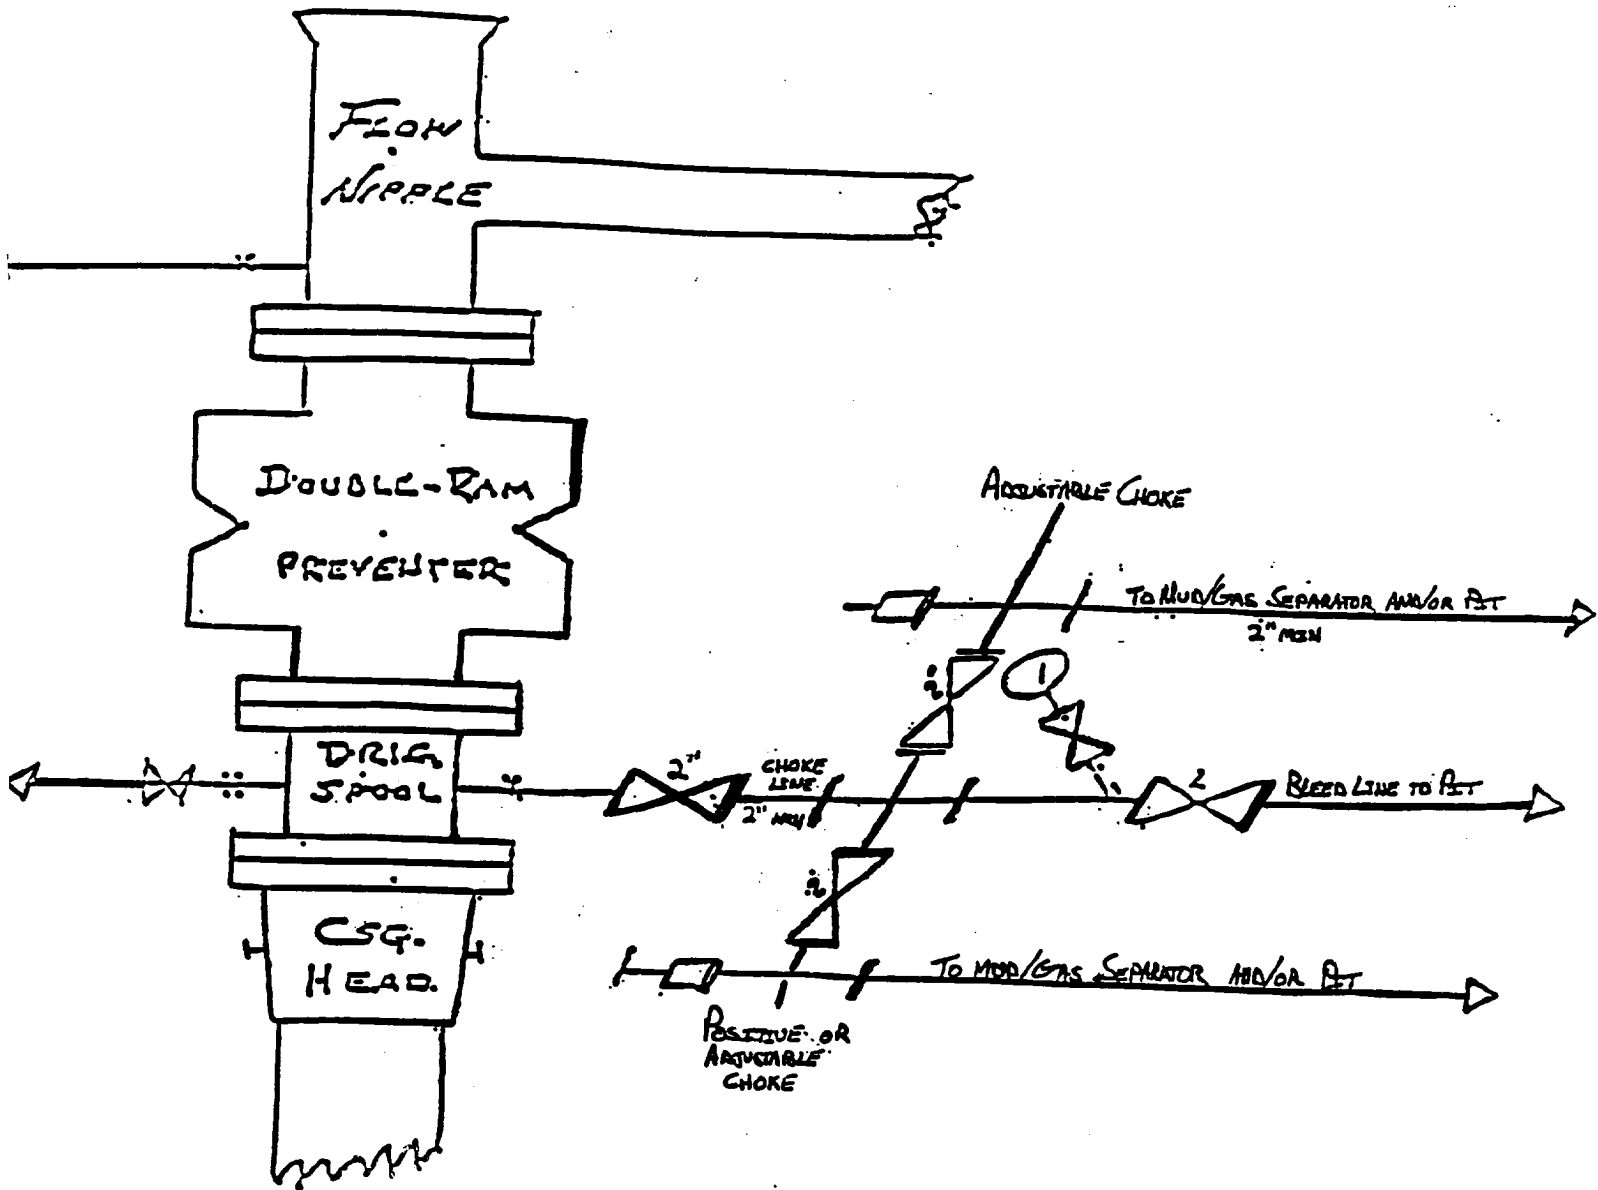 FLOW
NIPPLE
DOUBLE-RAM
PREVENTER
ADJUSTABLE CHOKE
TO MUD/GAS SEPARATOR AND/OR PIT
2" MIN
1
2
DRLG
SPOOL
2"
CHOKE
LINE
2" MIN
2
BLEED LINE TO PIT
2
CSG.
HEAD
TO MUD/GAS SEPARATOR AND/OR PIT
POSITIVE OR
ADJUSTABLE
CHOKE